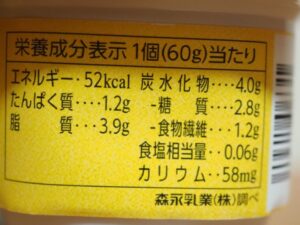 栄養成分表示 1個(60g)当たり
エネルギー･･52kcal 炭水化物･･･4.0g
たんぱく質･･･1.2g -糖質･････2.8g
脂質･･･3.9g -食物繊維･･･1.2g
食塩相当量･･0.06g
カリウム･･･58mg
森永乳業(株)調べ